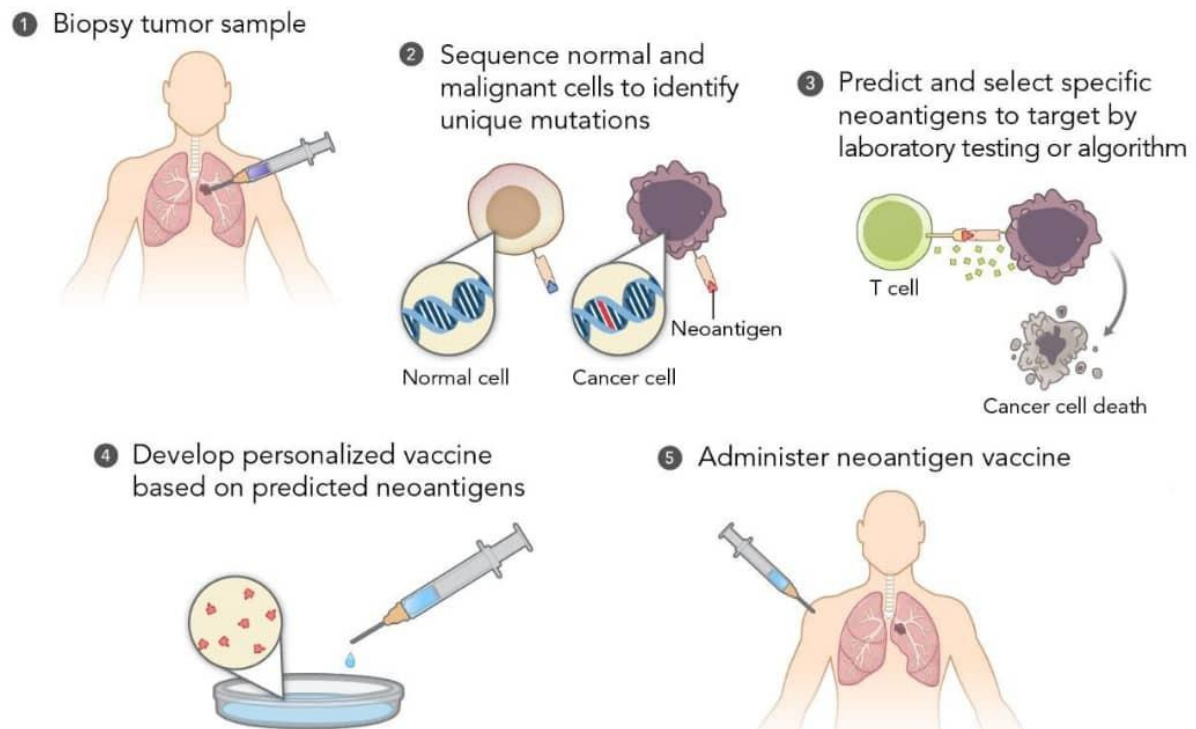 1 Biopsy tumor sample
2 Sequence normal and
malignant cells to identify
unique mutations
Normal cell
Cancer cell
Neoantigen
3 Predict and select specific
neoantigens to target by
laboratory testing or algorithm
T cell
Cancer cell death
4 Develop personalized vaccine
based on predicted neoantigens
5 Administer neoantigen vaccine